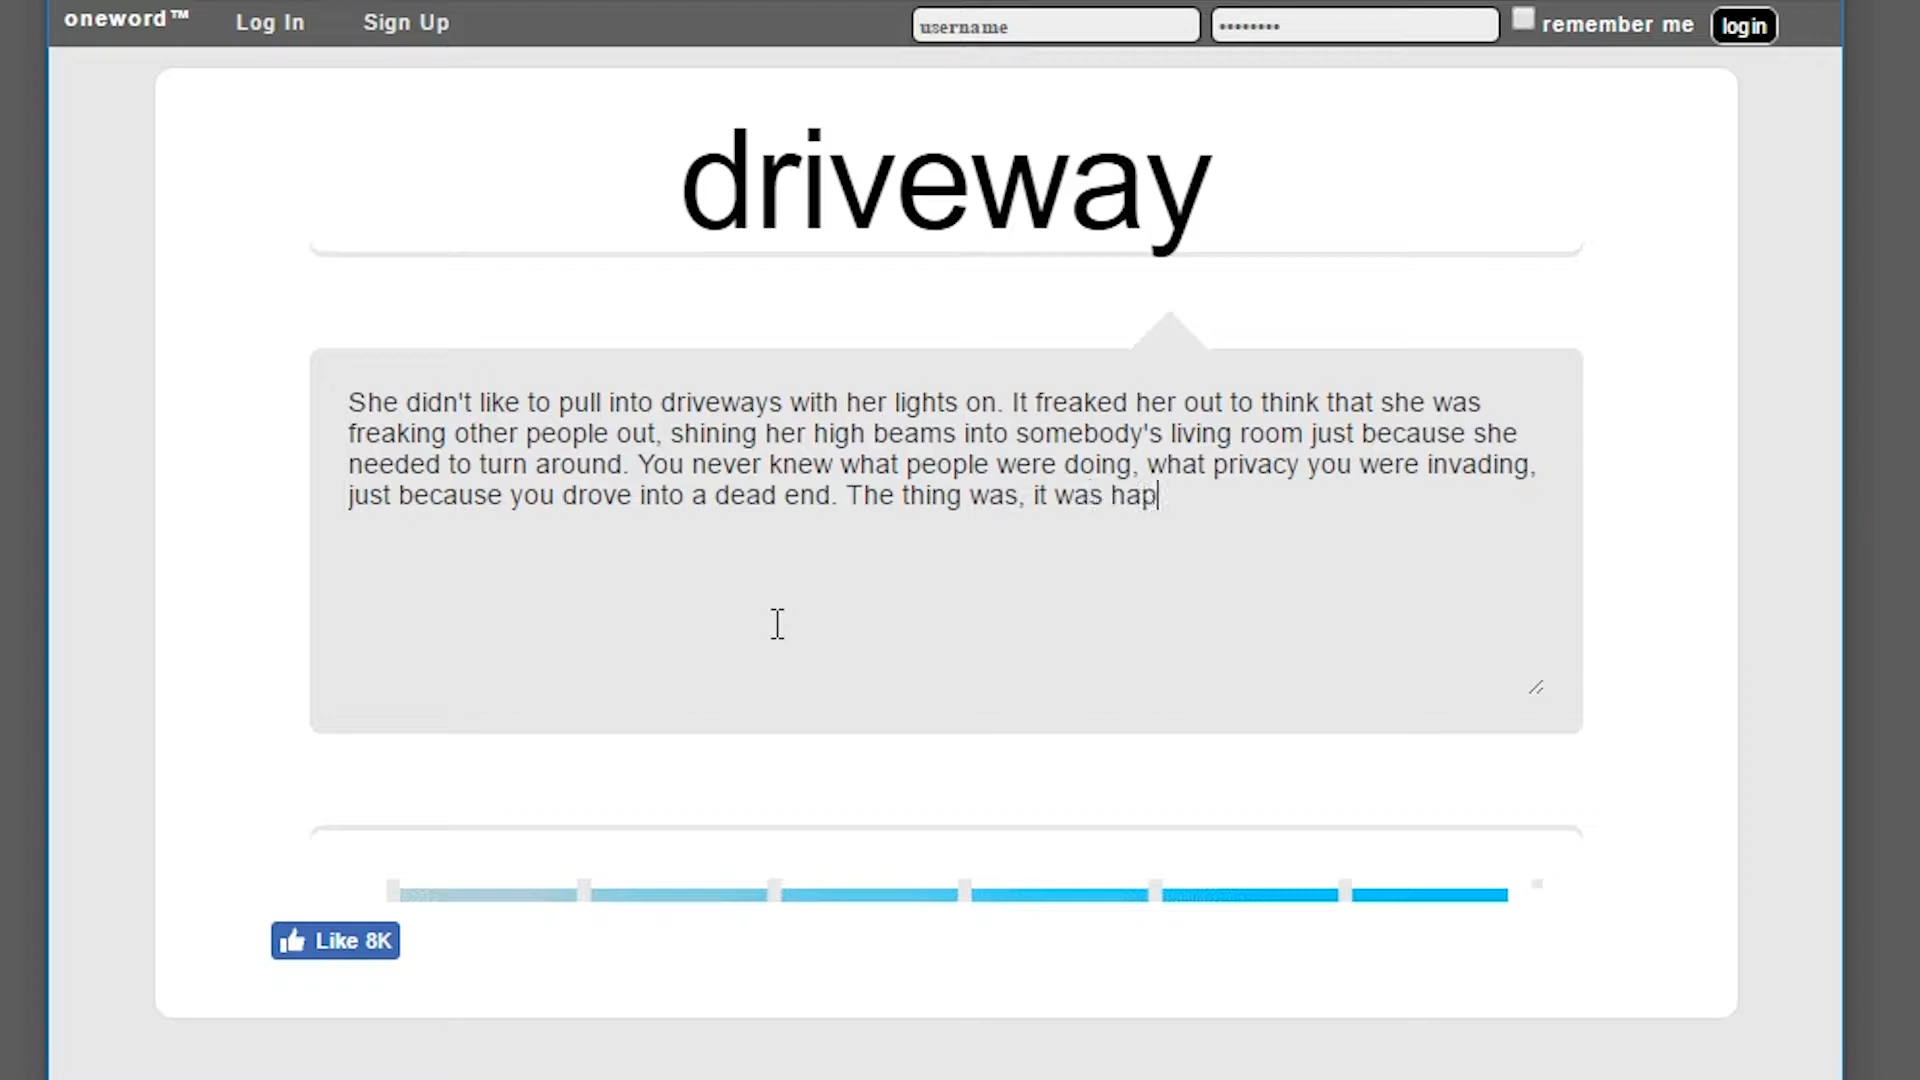 oneword™ Log In Sign Up username •••••••• remember me login
driveway
She didn't like to pull into driveways with her lights on. It freaked her out to think that she was
freaking other people out, shining her high beams into somebody's living room just because she
needed to turn around. You never knew what people were doing, what privacy you were invading,
just because you drove into a dead end. The thing was, it was hap
Like 8K